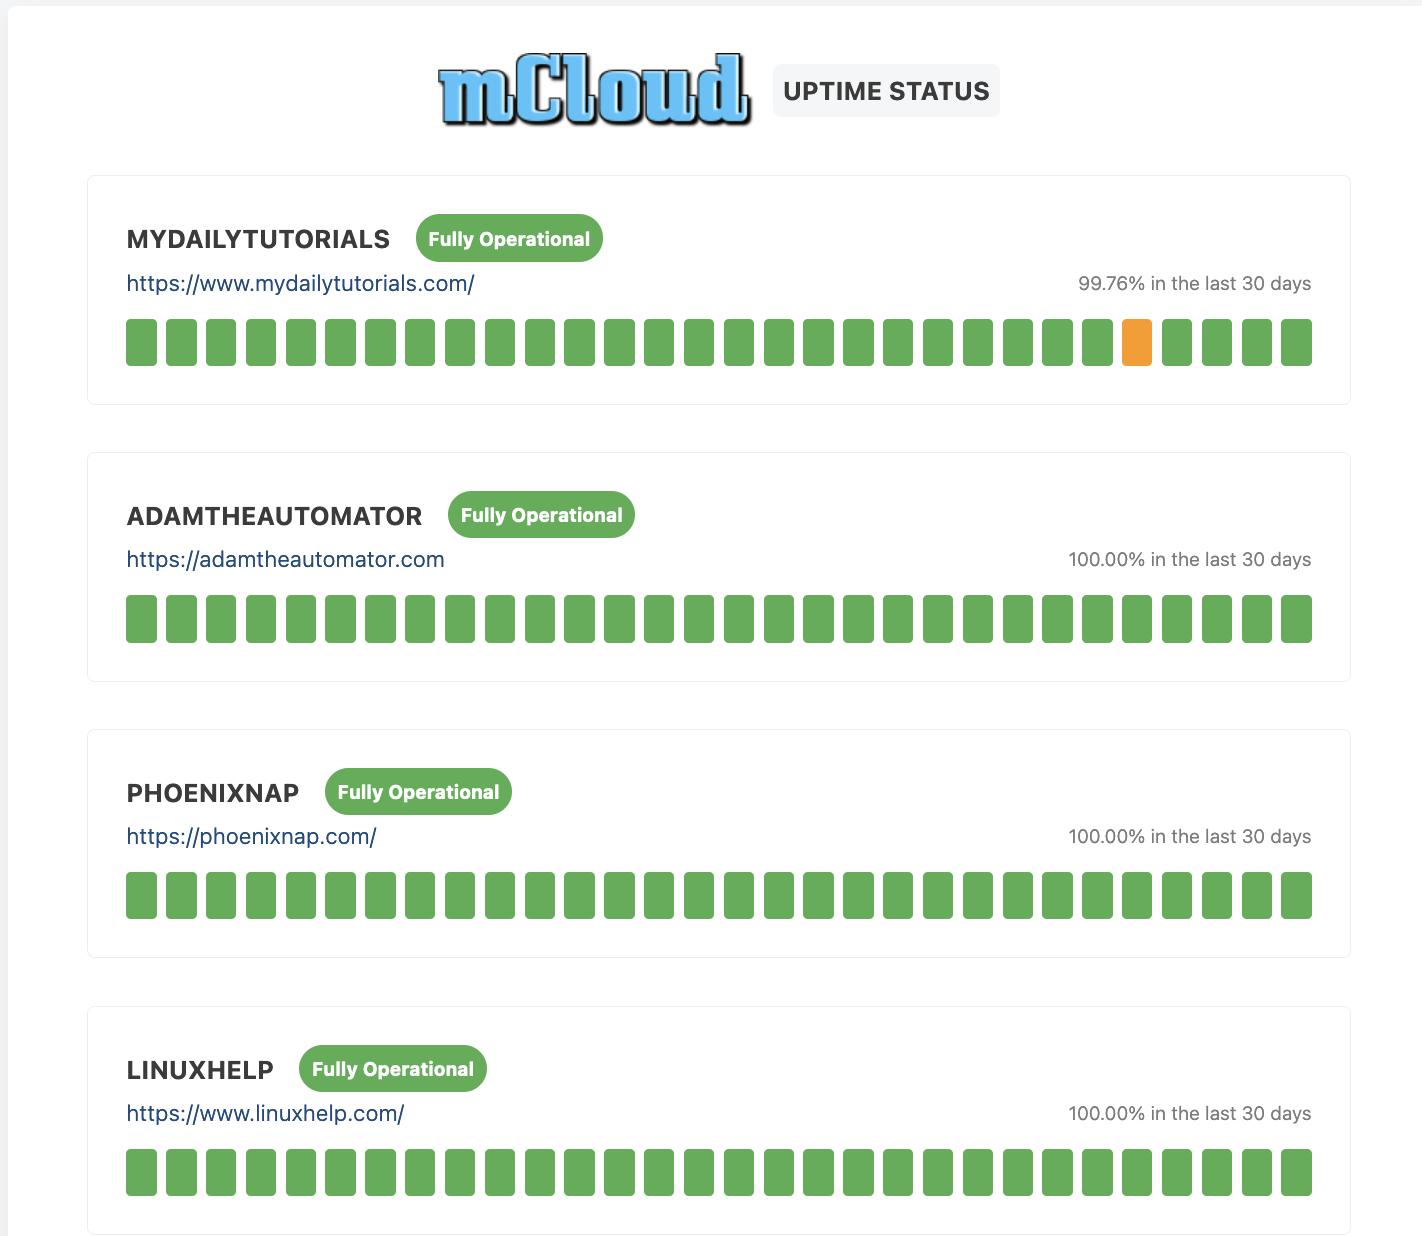 mCloud UPTIME STATUS
MYDAILYTUTORIALS Fully Operational
https://www.mydailytutorials.com/ 99.76% in the last 30 days
ADAMTHEAUTOMATOR Fully Operational
https://adamtheautomator.com 100.00% in the last 30 days
PHOENIXNAP Fully Operational
https://phoenixnap.com/ 100.00% in the last 30 days
LINUXHELP Fully Operational
https://www.linuxhelp.com/ 100.00% in the last 30 days